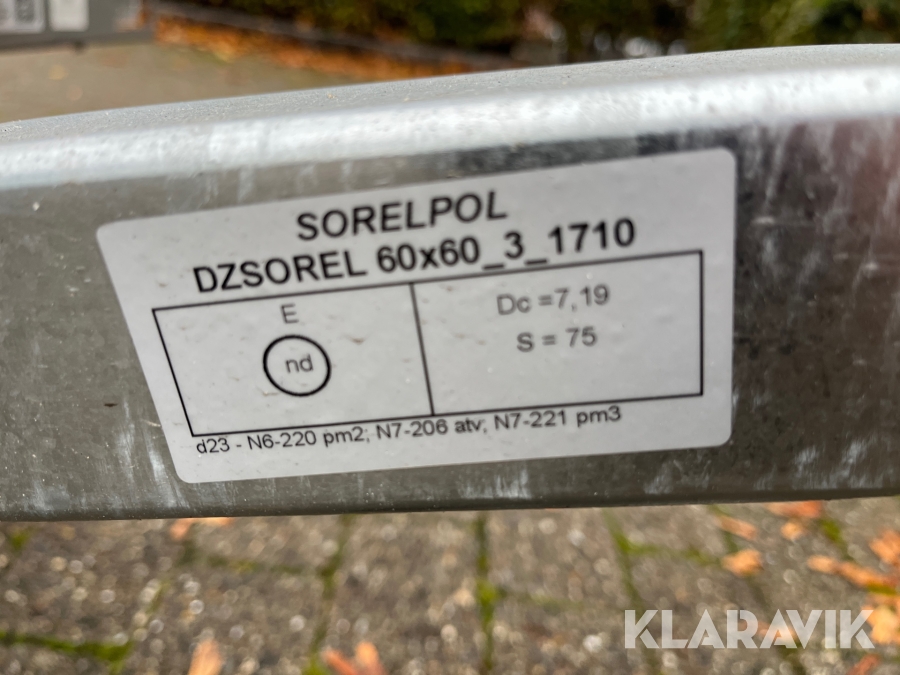 SORELPOL
DZSOREL 60x60_3_1710
E
nd
Dc =7,19
S = 75
d23 - N6-220 pm2; N7-206 atv; N7-221 pm3
KLARAVIK